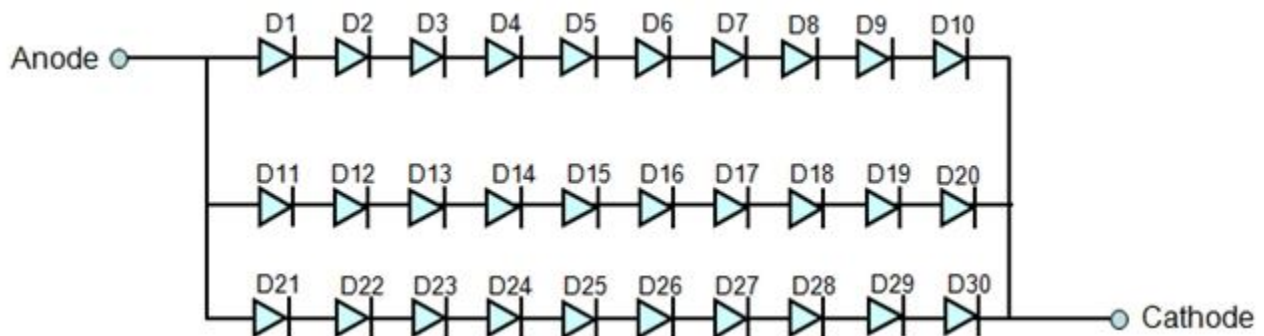 D1 D2 D3 D4 D5 D6 D7 D8 D9 D10
Anode
D11 D12 D13 D14 D15 D16 D17 D18 D19 D20
D21 D22 D23 D24 D25 D26 D27 D28 D29 D30
Cathode